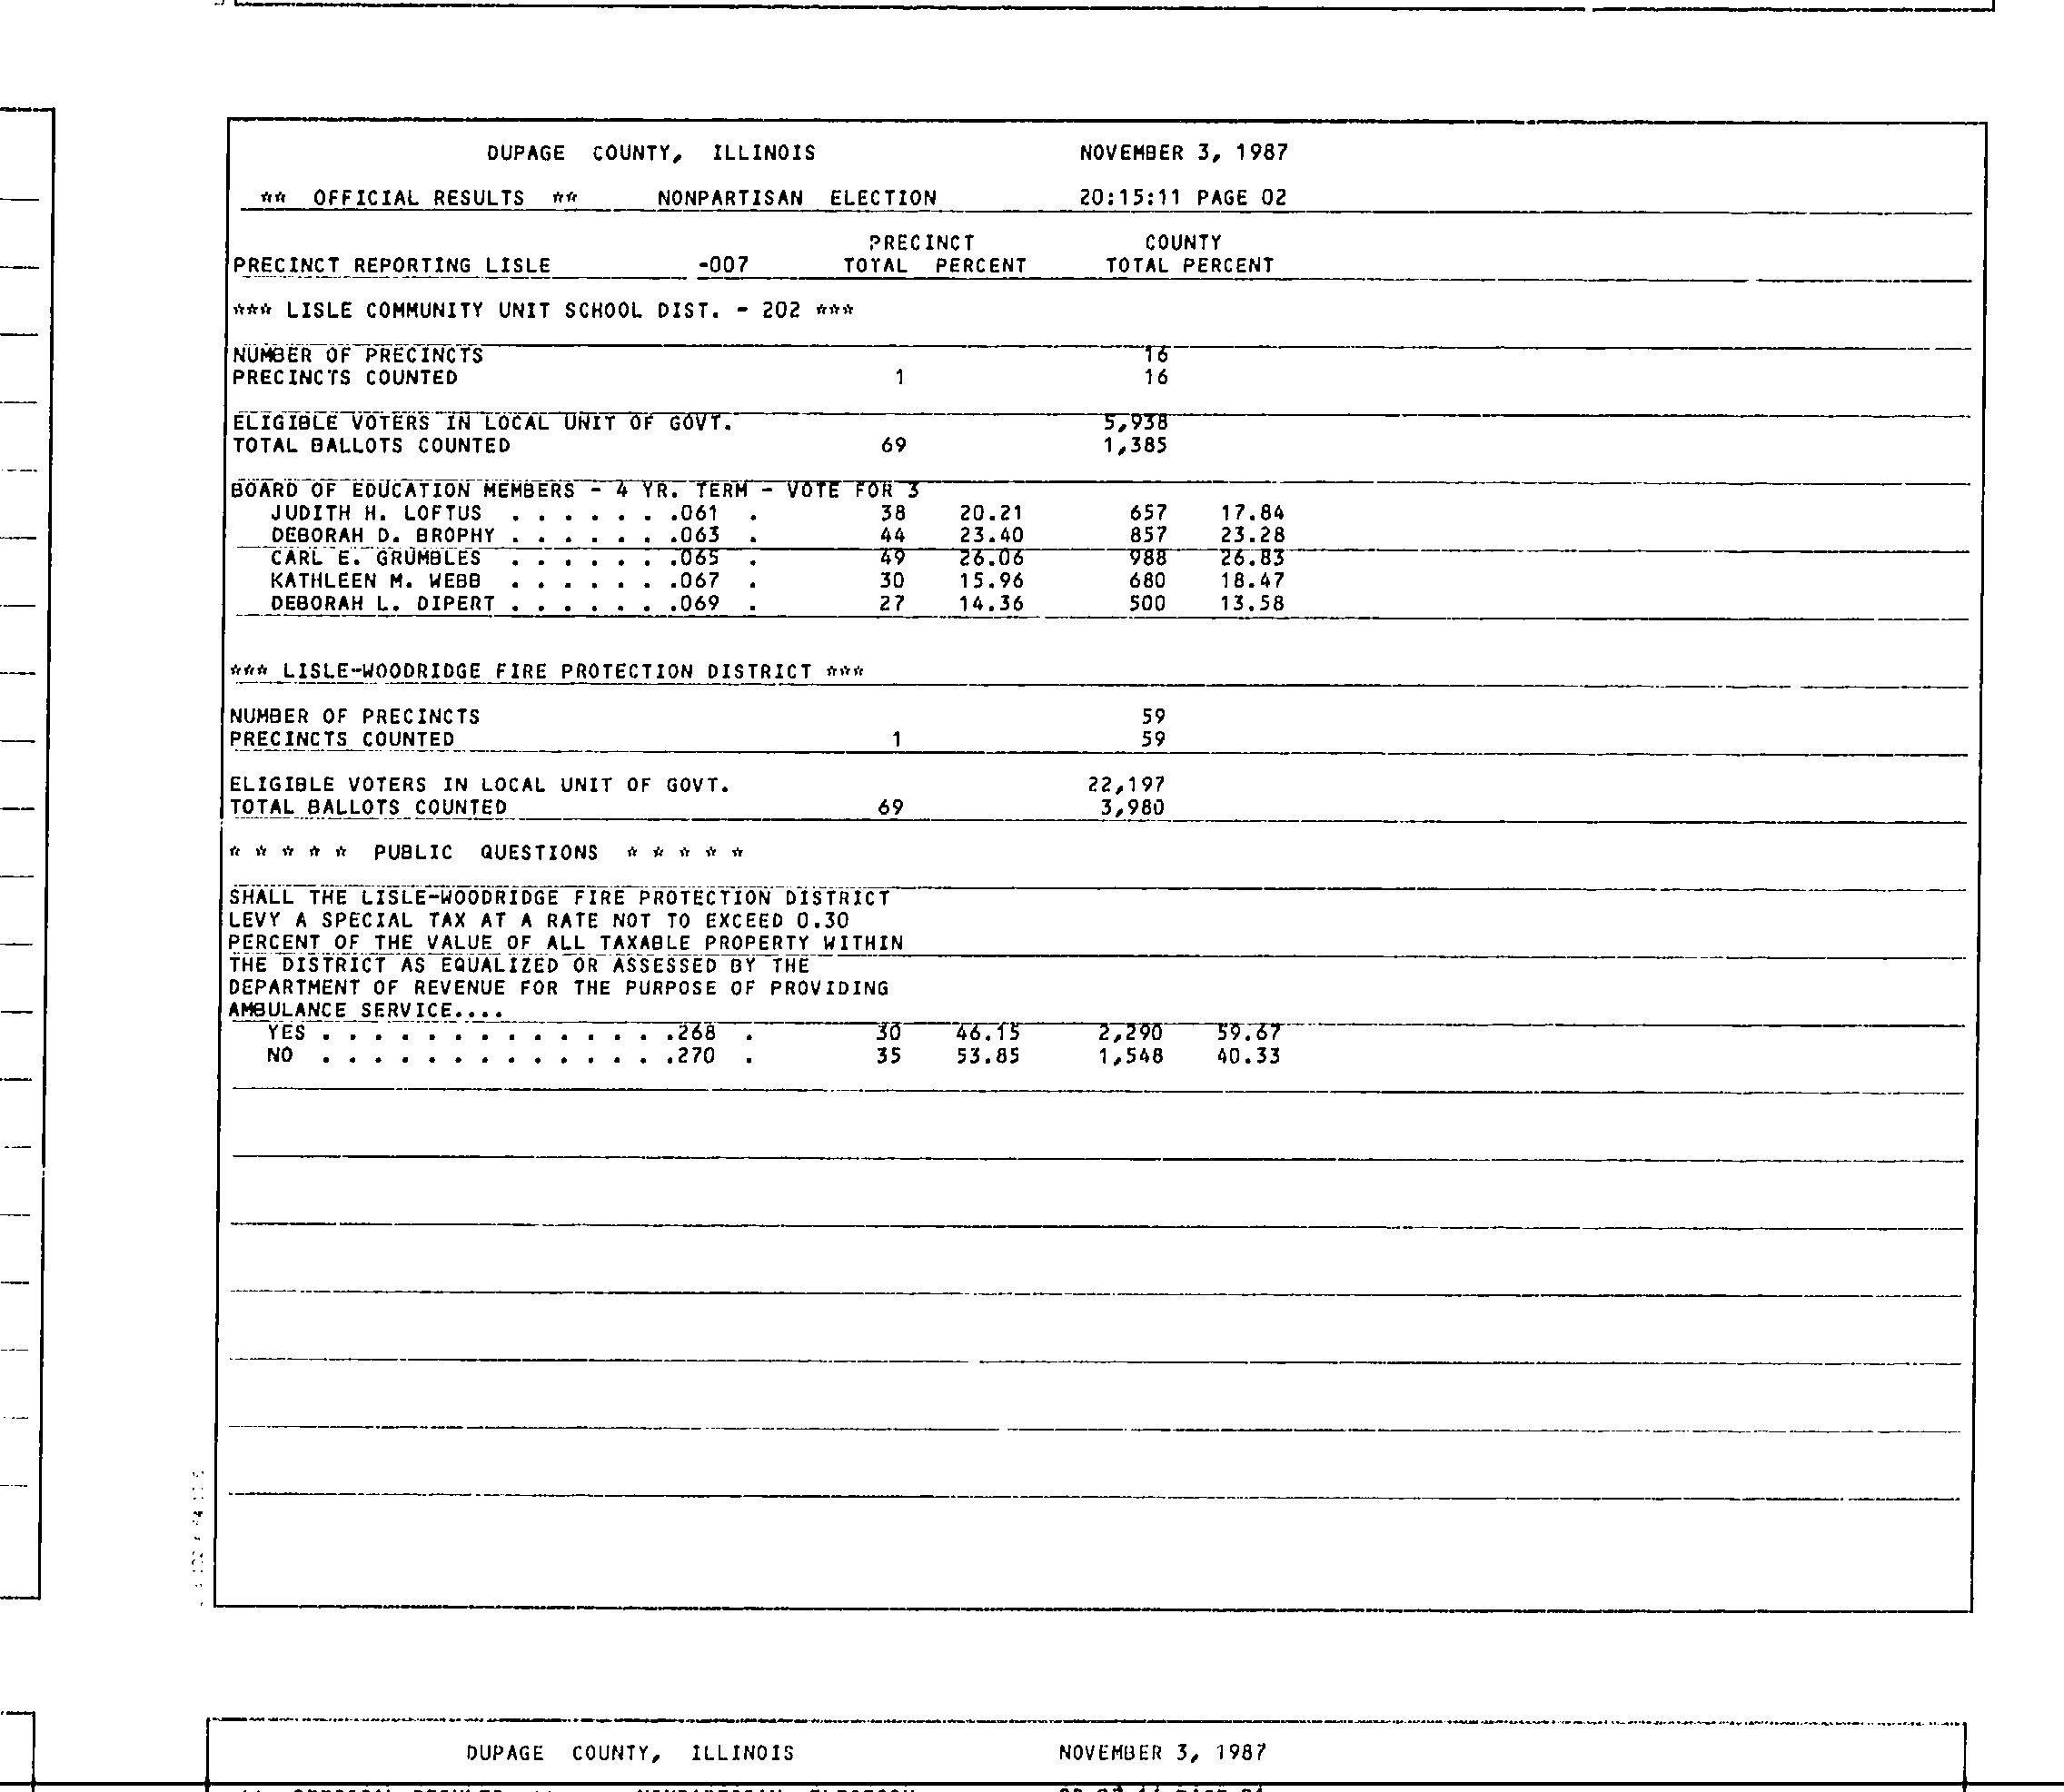 DUPAGE COUNTY, ILLINOIS NOVEMBER 3, 1987
** OFFICIAL RESULTS ** NONPARTISAN ELECTION 20:15:11 PAGE 02
PRECINCT COUNTY
PRECINCT REPORTING LISLE -007 TOTAL PERCENT TOTAL PERCENT
*** LISLE COMMUNITY UNIT SCHOOL DIST. - 202 ***
NUMBER OF PRECINCTS 16
PRECINCTS COUNTED 1 16
ELIGIBLE VOTERS IN LOCAL UNIT OF GOVT. 5,938
TOTAL BALLOTS COUNTED 69 1,385
BOARD OF EDUCATION MEMBERS - 4 YR. TERM - VOTE FOR 3
JUDITH H. LOFTUS . . . . . . .061 . 38 20.21 657 17.84
DEBORAH D. BROPHY . . . . . . .063 . 44 23.40 857 23.28
CARL E. GRUMBLES . . . . . . .065 . 49 26.06 988 26.83
KATHLEEN M. WEBB . . . . . . .067 . 30 15.96 680 18.47
DEBORAH L. DIPERT . . . . . . .069 . 27 14.36 500 13.58
*** LISLE-WOODRIDGE FIRE PROTECTION DISTRICT ***
NUMBER OF PRECINCTS 59
PRECINCTS COUNTED 1 59
ELIGIBLE VOTERS IN LOCAL UNIT OF GOVT. 22,197
TOTAL BALLOTS COUNTED 69 3,980
* * * * * PUBLIC QUESTIONS * * * * *
SHALL THE LISLE-WOODRIDGE FIRE PROTECTION DISTRICT
LEVY A SPECIAL TAX AT A RATE NOT TO EXCEED 0.30
PERCENT OF THE VALUE OF ALL TAXABLE PROPERTY WITHIN
THE DISTRICT AS EQUALIZED OR ASSESSED BY THE
DEPARTMENT OF REVENUE FOR THE PURPOSE OF PROVIDING
AMBULANCE SERVICE....
YES . . . . . . . . . . . . . .268 . 30 46.15 2,290 59.67
NO . . . . . . . . . . . . . .270 . 35 53.85 1,548 40.33
DUPAGE COUNTY, ILLINOIS NOVEMBER 3, 1987